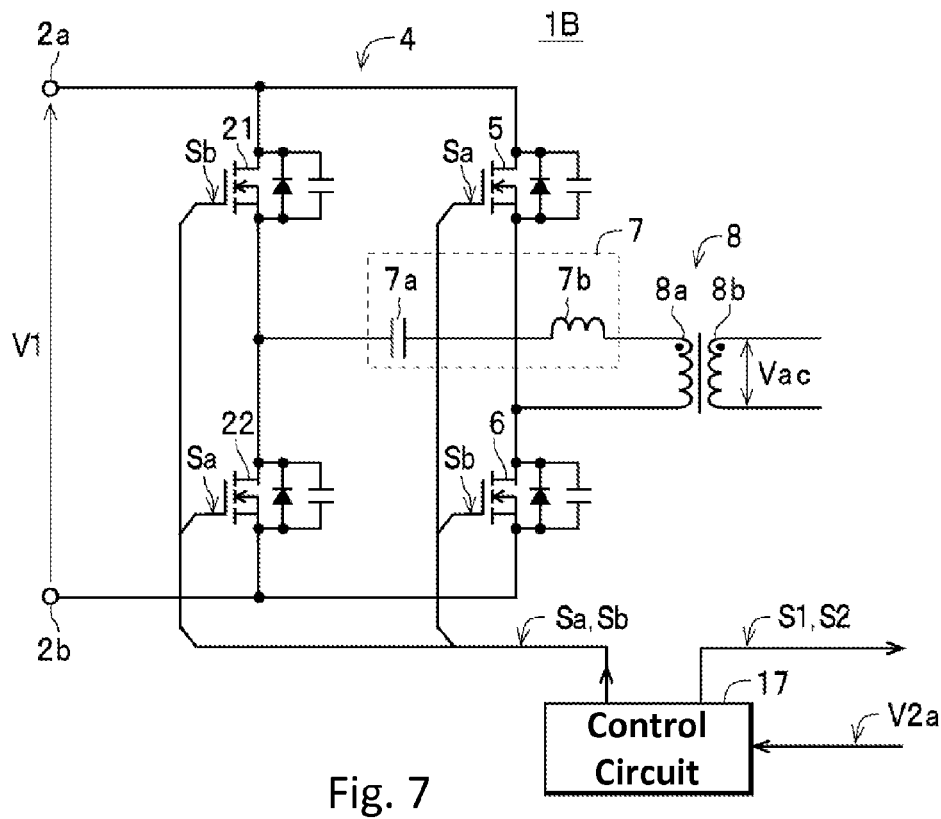 1B
2a
4
21
Sb
5
Sa
7
7a
7b
8
8a
8b
V1
Vac
22
Sa
6
Sb
2b
Sa,Sb
S1,S2
17
Control
Circuit
V2a
Fig. 7